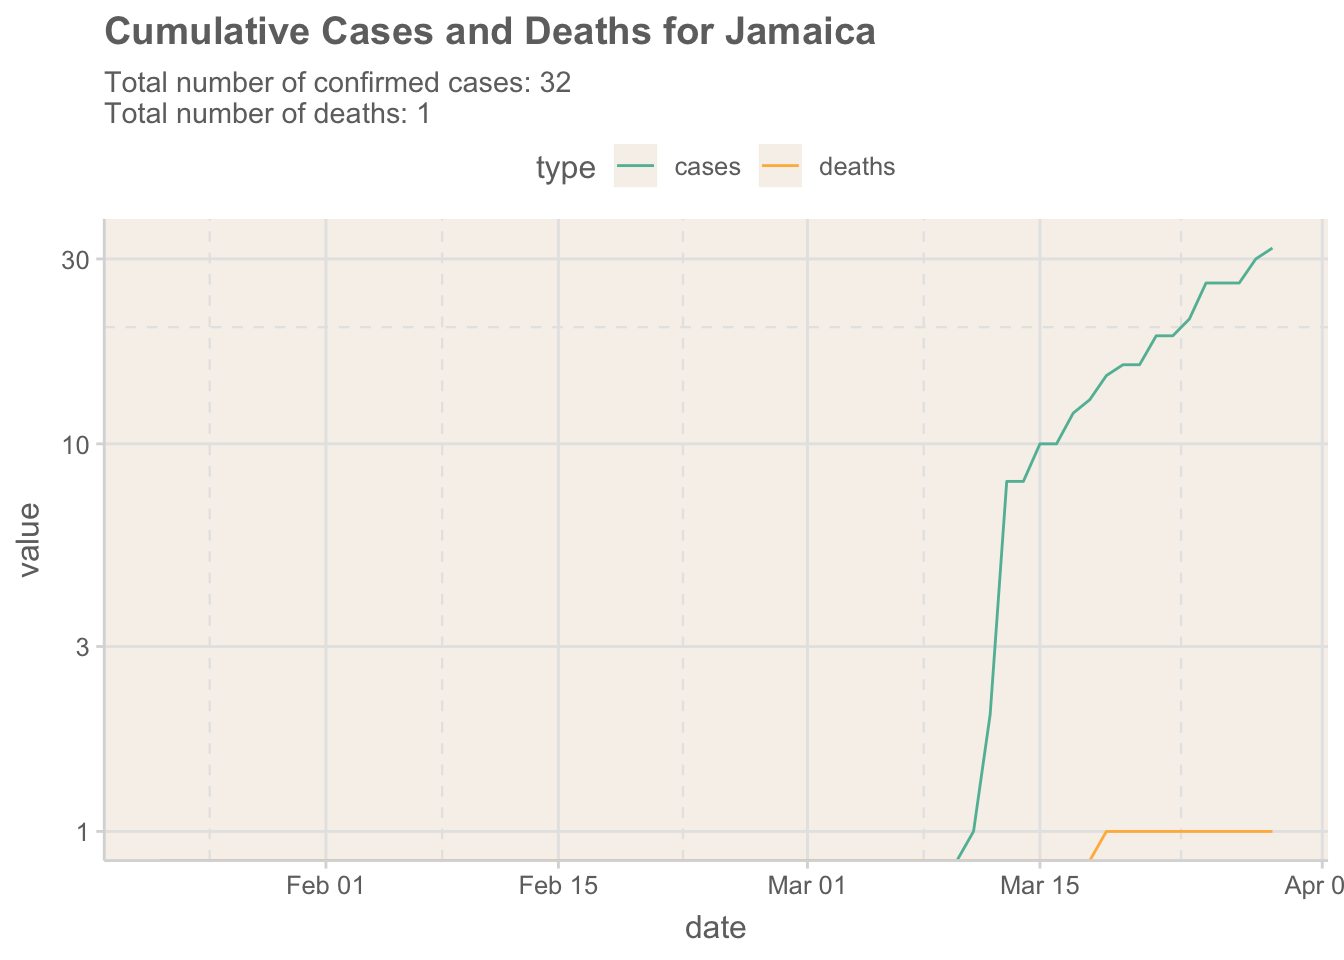 Cumulative Cases and Deaths for Jamaica
Total number of confirmed cases: 32
Total number of deaths: 1
type cases deaths
30
10
3
1
value
Feb 01 Feb 15 Mar 01 Mar 15 Apr 0
date